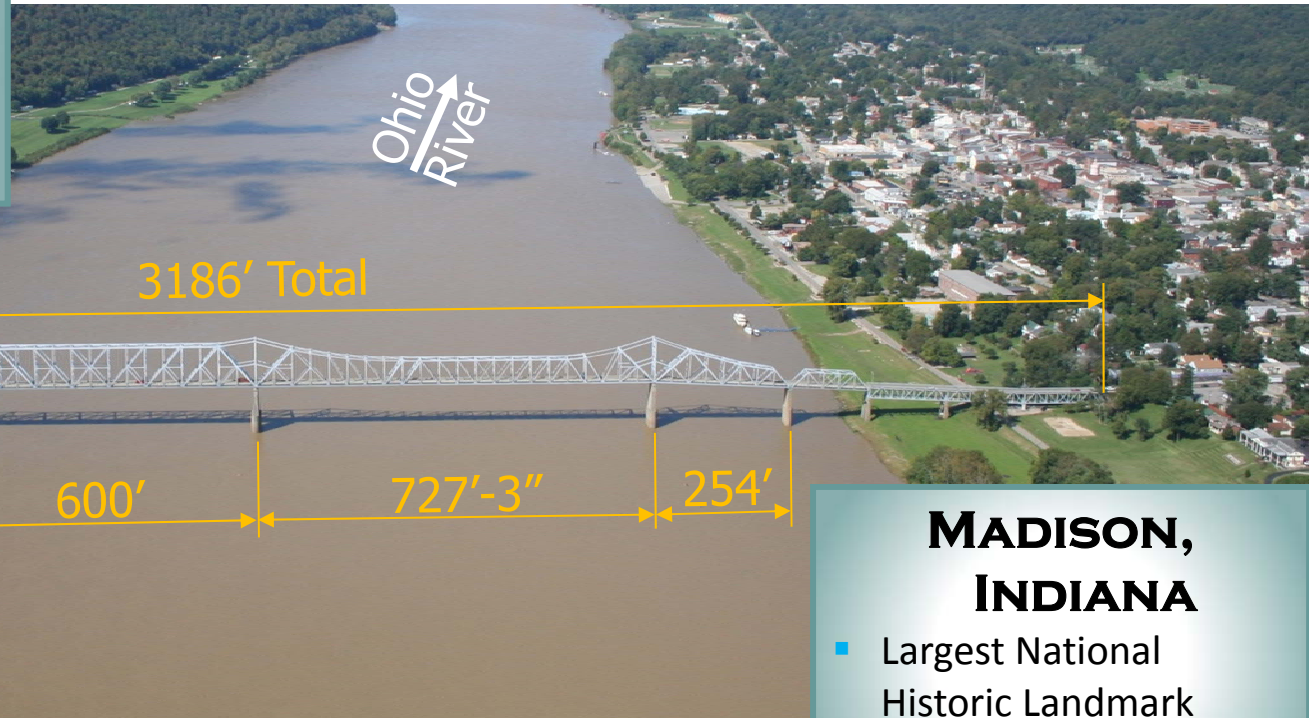 Ohio
River
3186’ Total
600’
727’-3”
254’
MADISON,
INDIANA
▪ Largest National
Historic Landmark